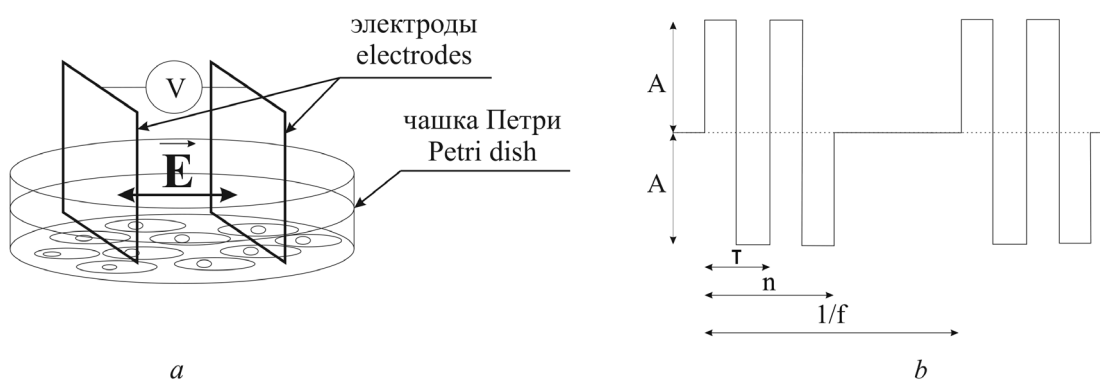 электроды
electrodes
V
чашка Петри
Petri dish
E
a
A
A
T
n
1/f
b